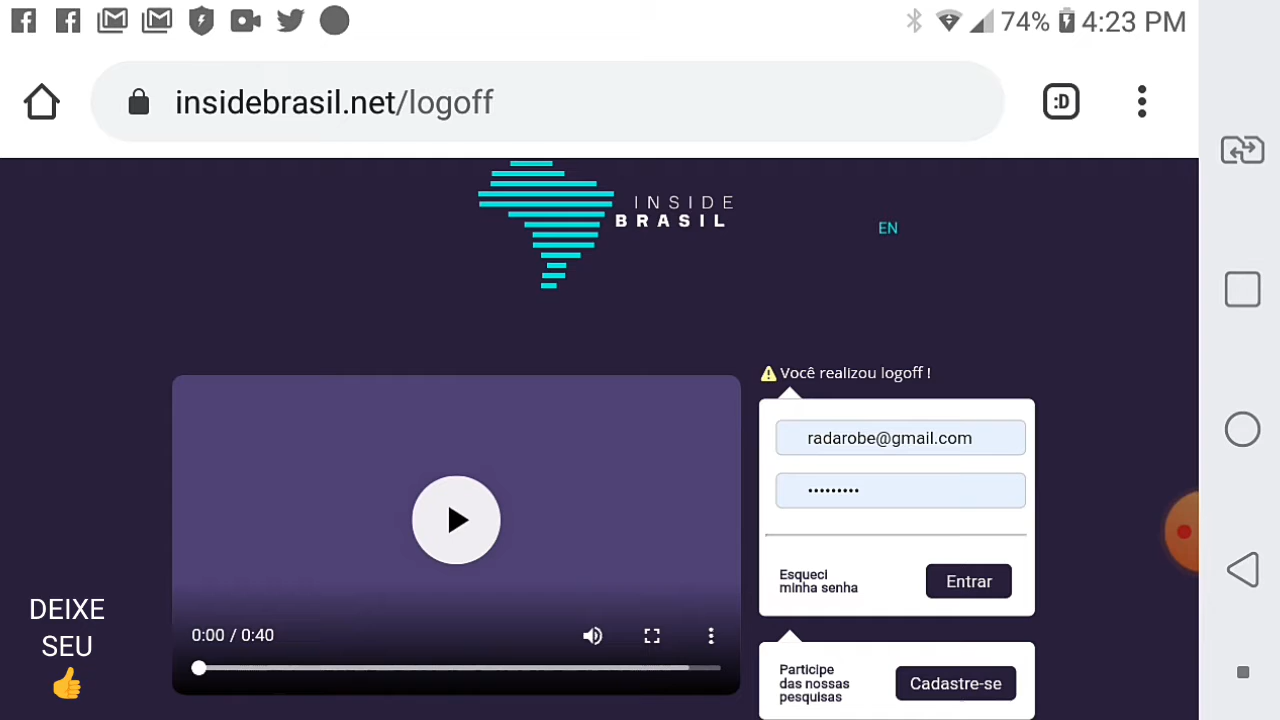 74% 4:23 PM
insidebrasil.net/logoff
:D
INSIDE
BRASIL
EN
Você realizou logoff !
radarobe@gmail.com
•••••••••
Esqueci
minha senha
Entrar
0:00 / 0:40
DEIXE
SEU
👍
Participe
das nossas
pesquisas
Cadastre-se